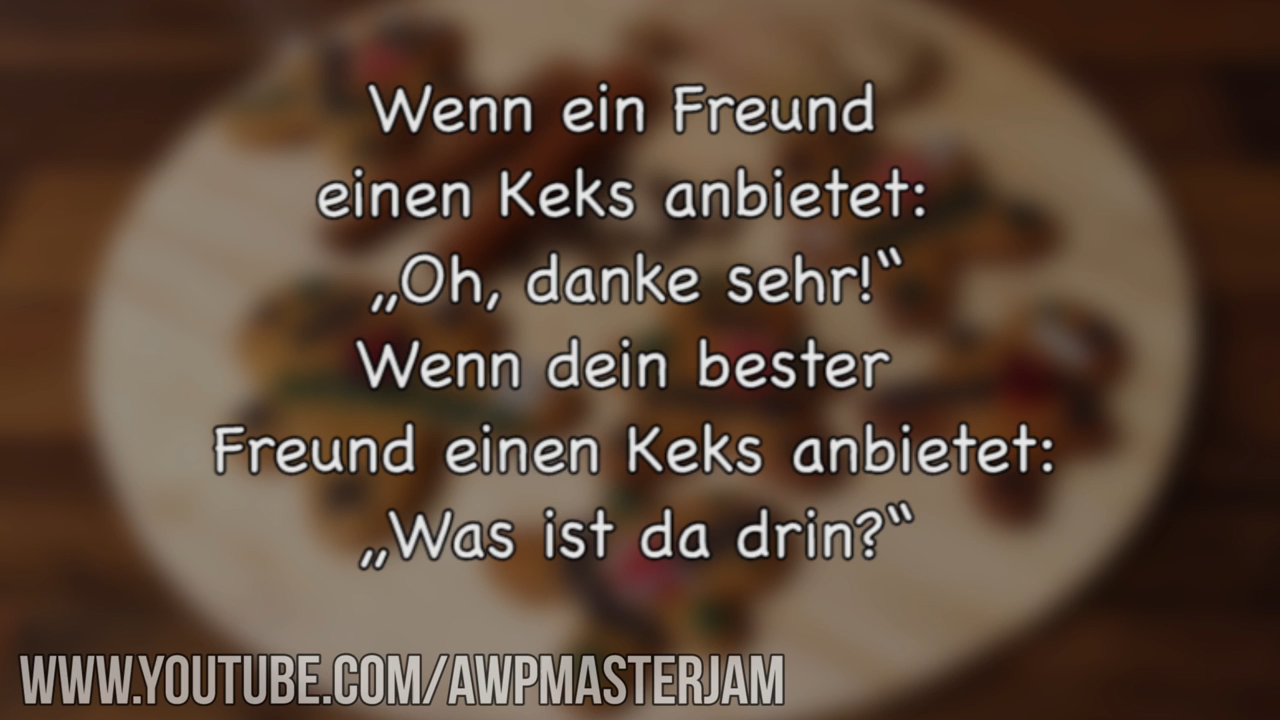 Wenn ein Freund
einen Keks anbietet:
„Oh, danke sehr!“
Wenn dein bester
Freund einen Keks anbietet:
„Was ist da drin?“
WWW.YOUTUBE.COM/AWPMASTERJAM